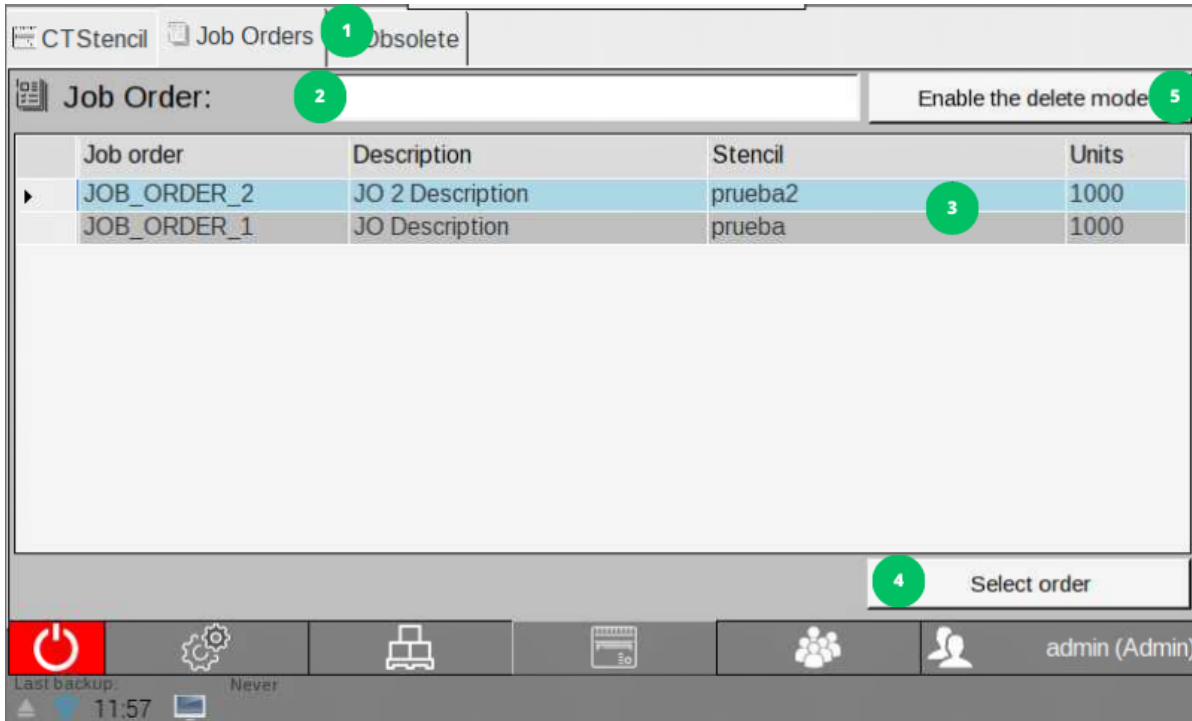 CTStencil Job Orders 1 Obsolete
Job Order: 2 Enable the delete mode 5
Job order Description Stencil Units
JOB_ORDER_2 JO 2 Description prueba2 1000
3
JOB_ORDER_1 JO Description prueba 1000
4 Select order
admin (Admin)
Last backup: Never
11:57